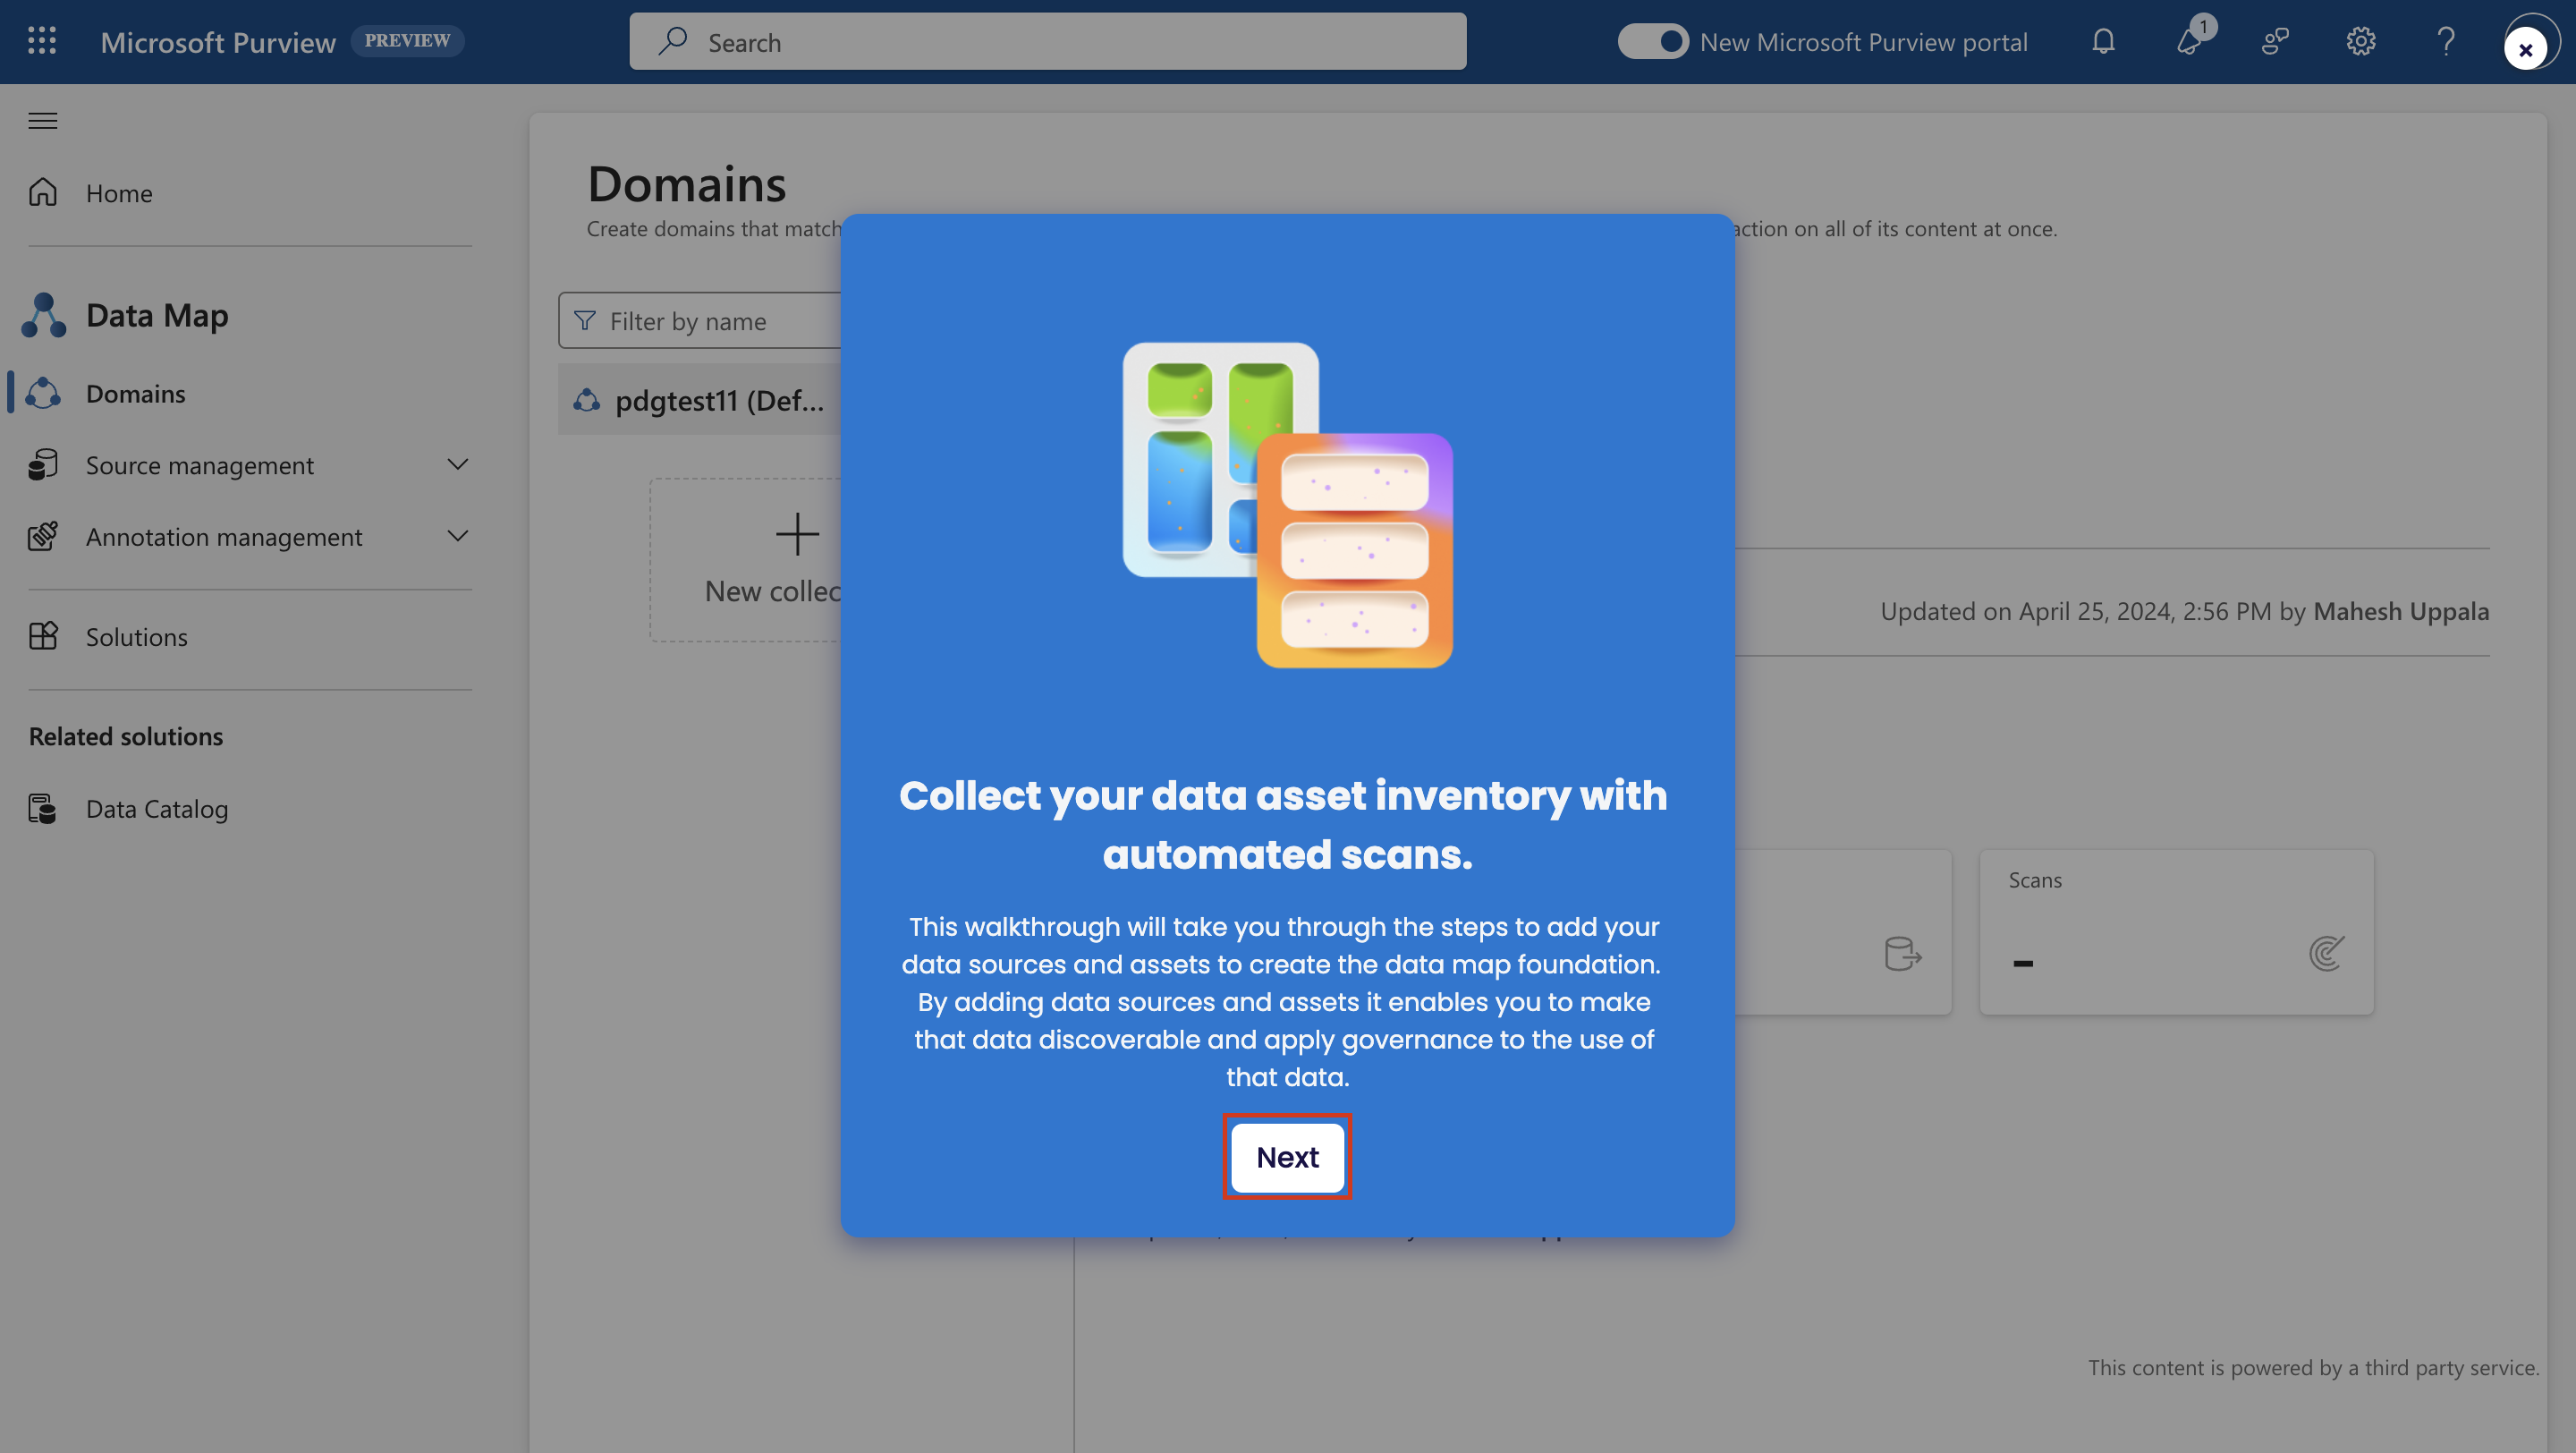 Microsoft Purview PREVIEW
Search
New Microsoft Purview portal
1
Home
Data Map
Domains
Source management
Annotation management
Solutions
Related solutions
Data Catalog
Domains
Create domains that match
action on all of its content at once.
Filter by name
pdgtest11 (Def...
New collec
Updated on April 25, 2024, 2:56 PM by Mahesh Uppala
Scans
-
Collect your data asset inventory with
automated scans.
This walkthrough will take you through the steps to add your
data sources and assets to create the data map foundation.
By adding data sources and assets it enables you to make
that data discoverable and apply governance to the use of
that data.
Next
This content is powered by a third party service.